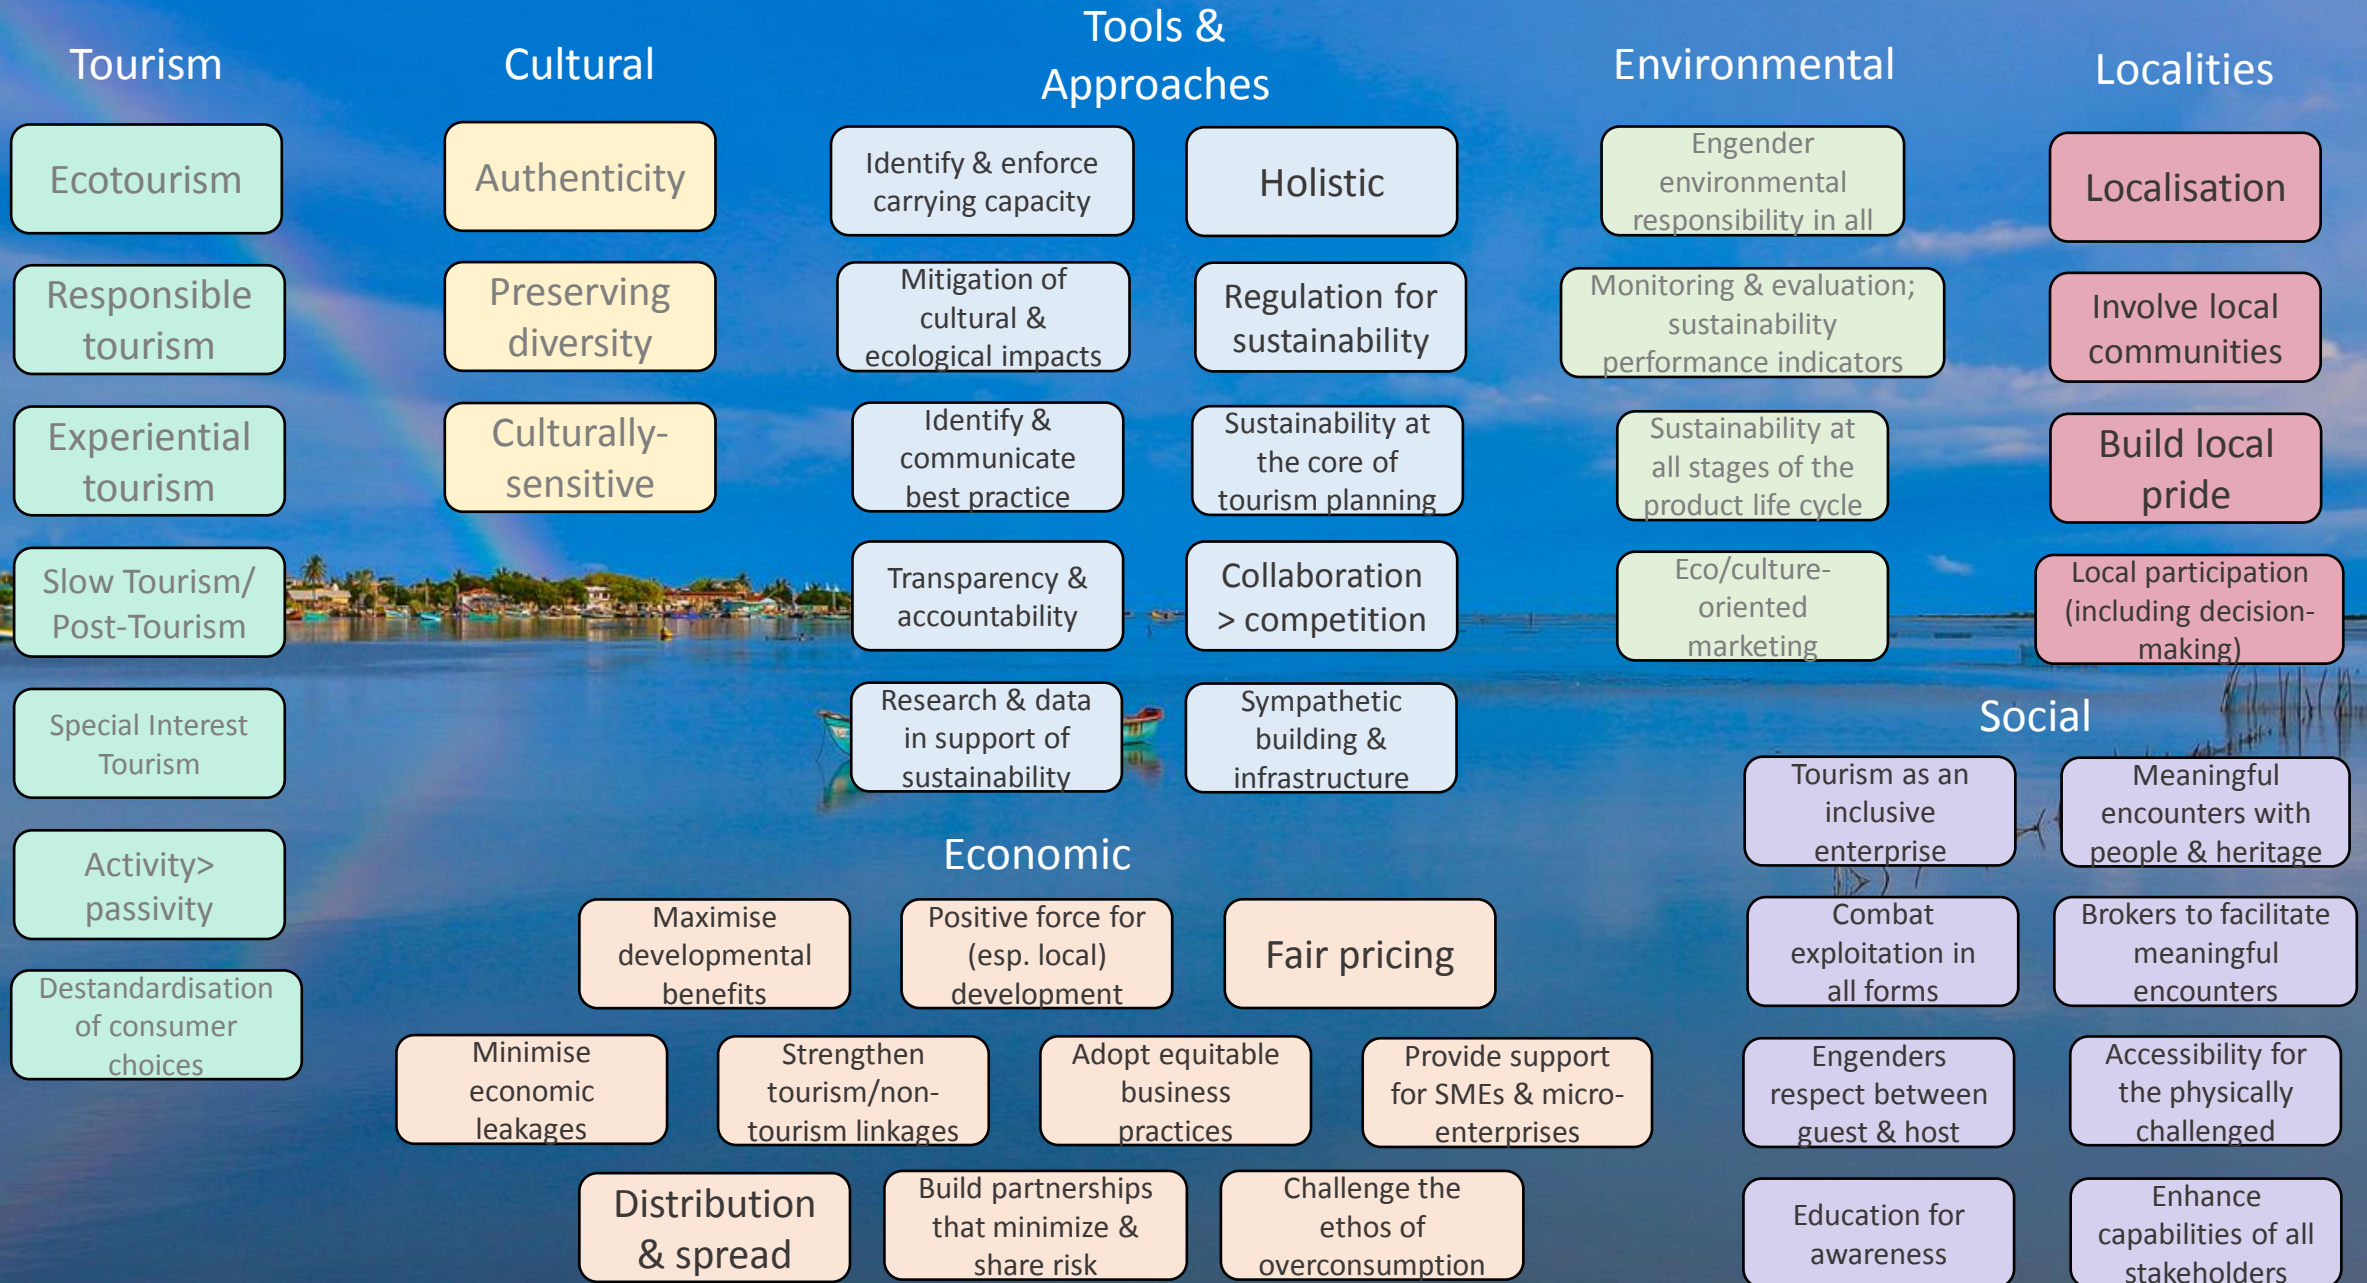 Tourism
Ecotourism
Responsible
tourism
Experiential
tourism
Slow Tourism/
Post-Tourism
Special Interest
Tourism
Activity>
passivity
Destandardisation
of consumer
choices
Cultural
Authenticity
Preserving
diversity
Culturally-
sensitive
Tools &
Approaches
Identify & enforce
carrying capacity
Mitigation of
cultural &
ecological impacts
Identify &
communicate
best practice
Transparency &
accountability
Research & data
in support of
sustainability
Holistic
Regulation for
sustainability
Sustainability at
the core of
tourism planning
Collaboration
> competition
Sympathetic
building &
infrastructure
Environmental
Engender
environmental
responsibility in all
Monitoring & evaluation;
sustainability
performance indicators
Sustainability at
all stages of the
product life cycle
Eco/culture-
oriented
marketing
Localities
Localisation
Involve local
communities
Build local
pride
Local participation
(including decision-
making)
Economic
Maximise
developmental
benefits
Positive force for
(esp. local)
development
Fair pricing
Minimise
economic
leakages
Strengthen
tourism/non-
tourism linkages
Adopt equitable
business
practices
Provide support
for SMEs & micro-
enterprises
Distribution
& spread
Build partnerships
that minimize &
share risk
Challenge the
ethos of
overconsumption
Social
Tourism as an
inclusive
enterprise
Meaningful
encounters with
people & heritage
Combat
exploitation in
all forms
Brokers to facilitate
meaningful
encounters
Engenders
respect between
guest & host
Accessibility for
the physically
challenged
Education for
awareness
Enhance
capabilities of all
stakeholders